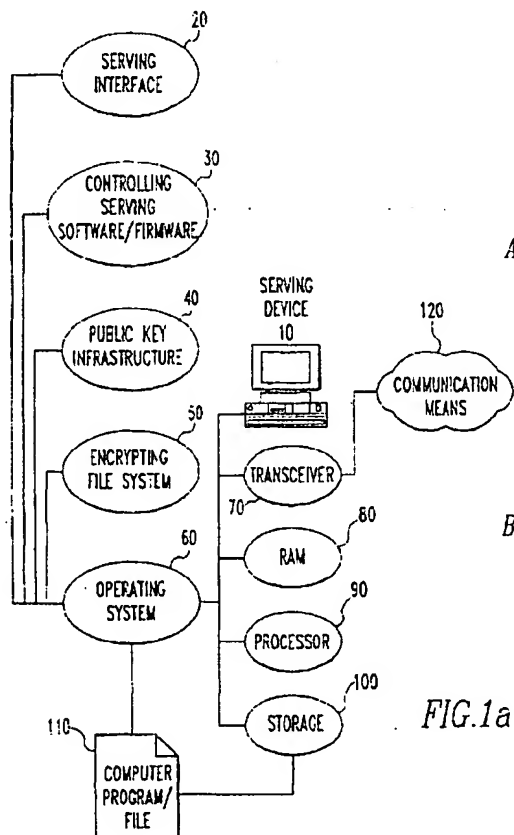 20
SERVING
INTERFACE
30
CONTROLLING
SERVING
SOFTWARE/FIRMWARE
A
40
PUBLIC KEY
INFRASTRUCTURE
SERVING
DEVICE
10
120
COMMUNICATION
MEANS
50
ENCRYPTING
FILE SYSTEM
TRANSCEIVER
70
B
60
OPERATING
SYSTEM
80
RAM
90
PROCESSOR
100
STORAGE
FIG.1a
110
COMPUTER
PROGRAM/
FILE